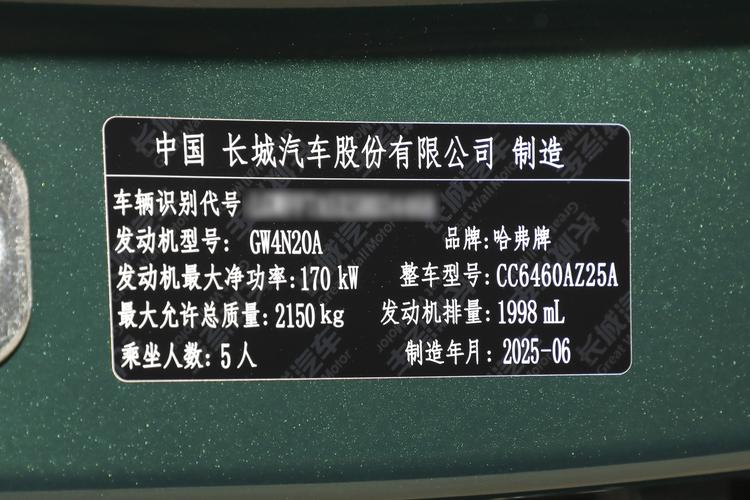 中国 长城汽车股份有限公司 制造
车辆识别代号
发动机型号: GW4N20A 品牌:哈弗牌
发动机最大净功率:170 kW 整车型号:CC6460AZ25A
最大允许总质量:2150 kg 发动机排量:1998 mL
乘坐人数:5人 制造年月:2025-06